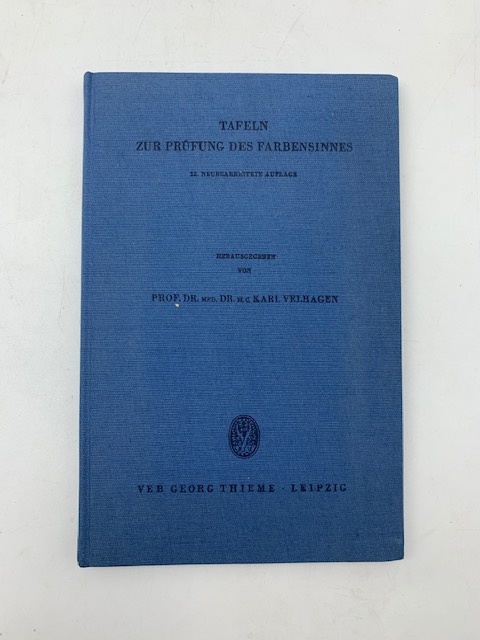 TAFELN
ZUR PRÜFUNG DES FARBENSINNES
22. NEUBEARBEITETE AUFLAGE
HERAUSGEGEBEN
VON
PROF. DR. MED. DR. H. C. KARL VELHAGEN
VEB GEORG THIEME · LEIPZIG